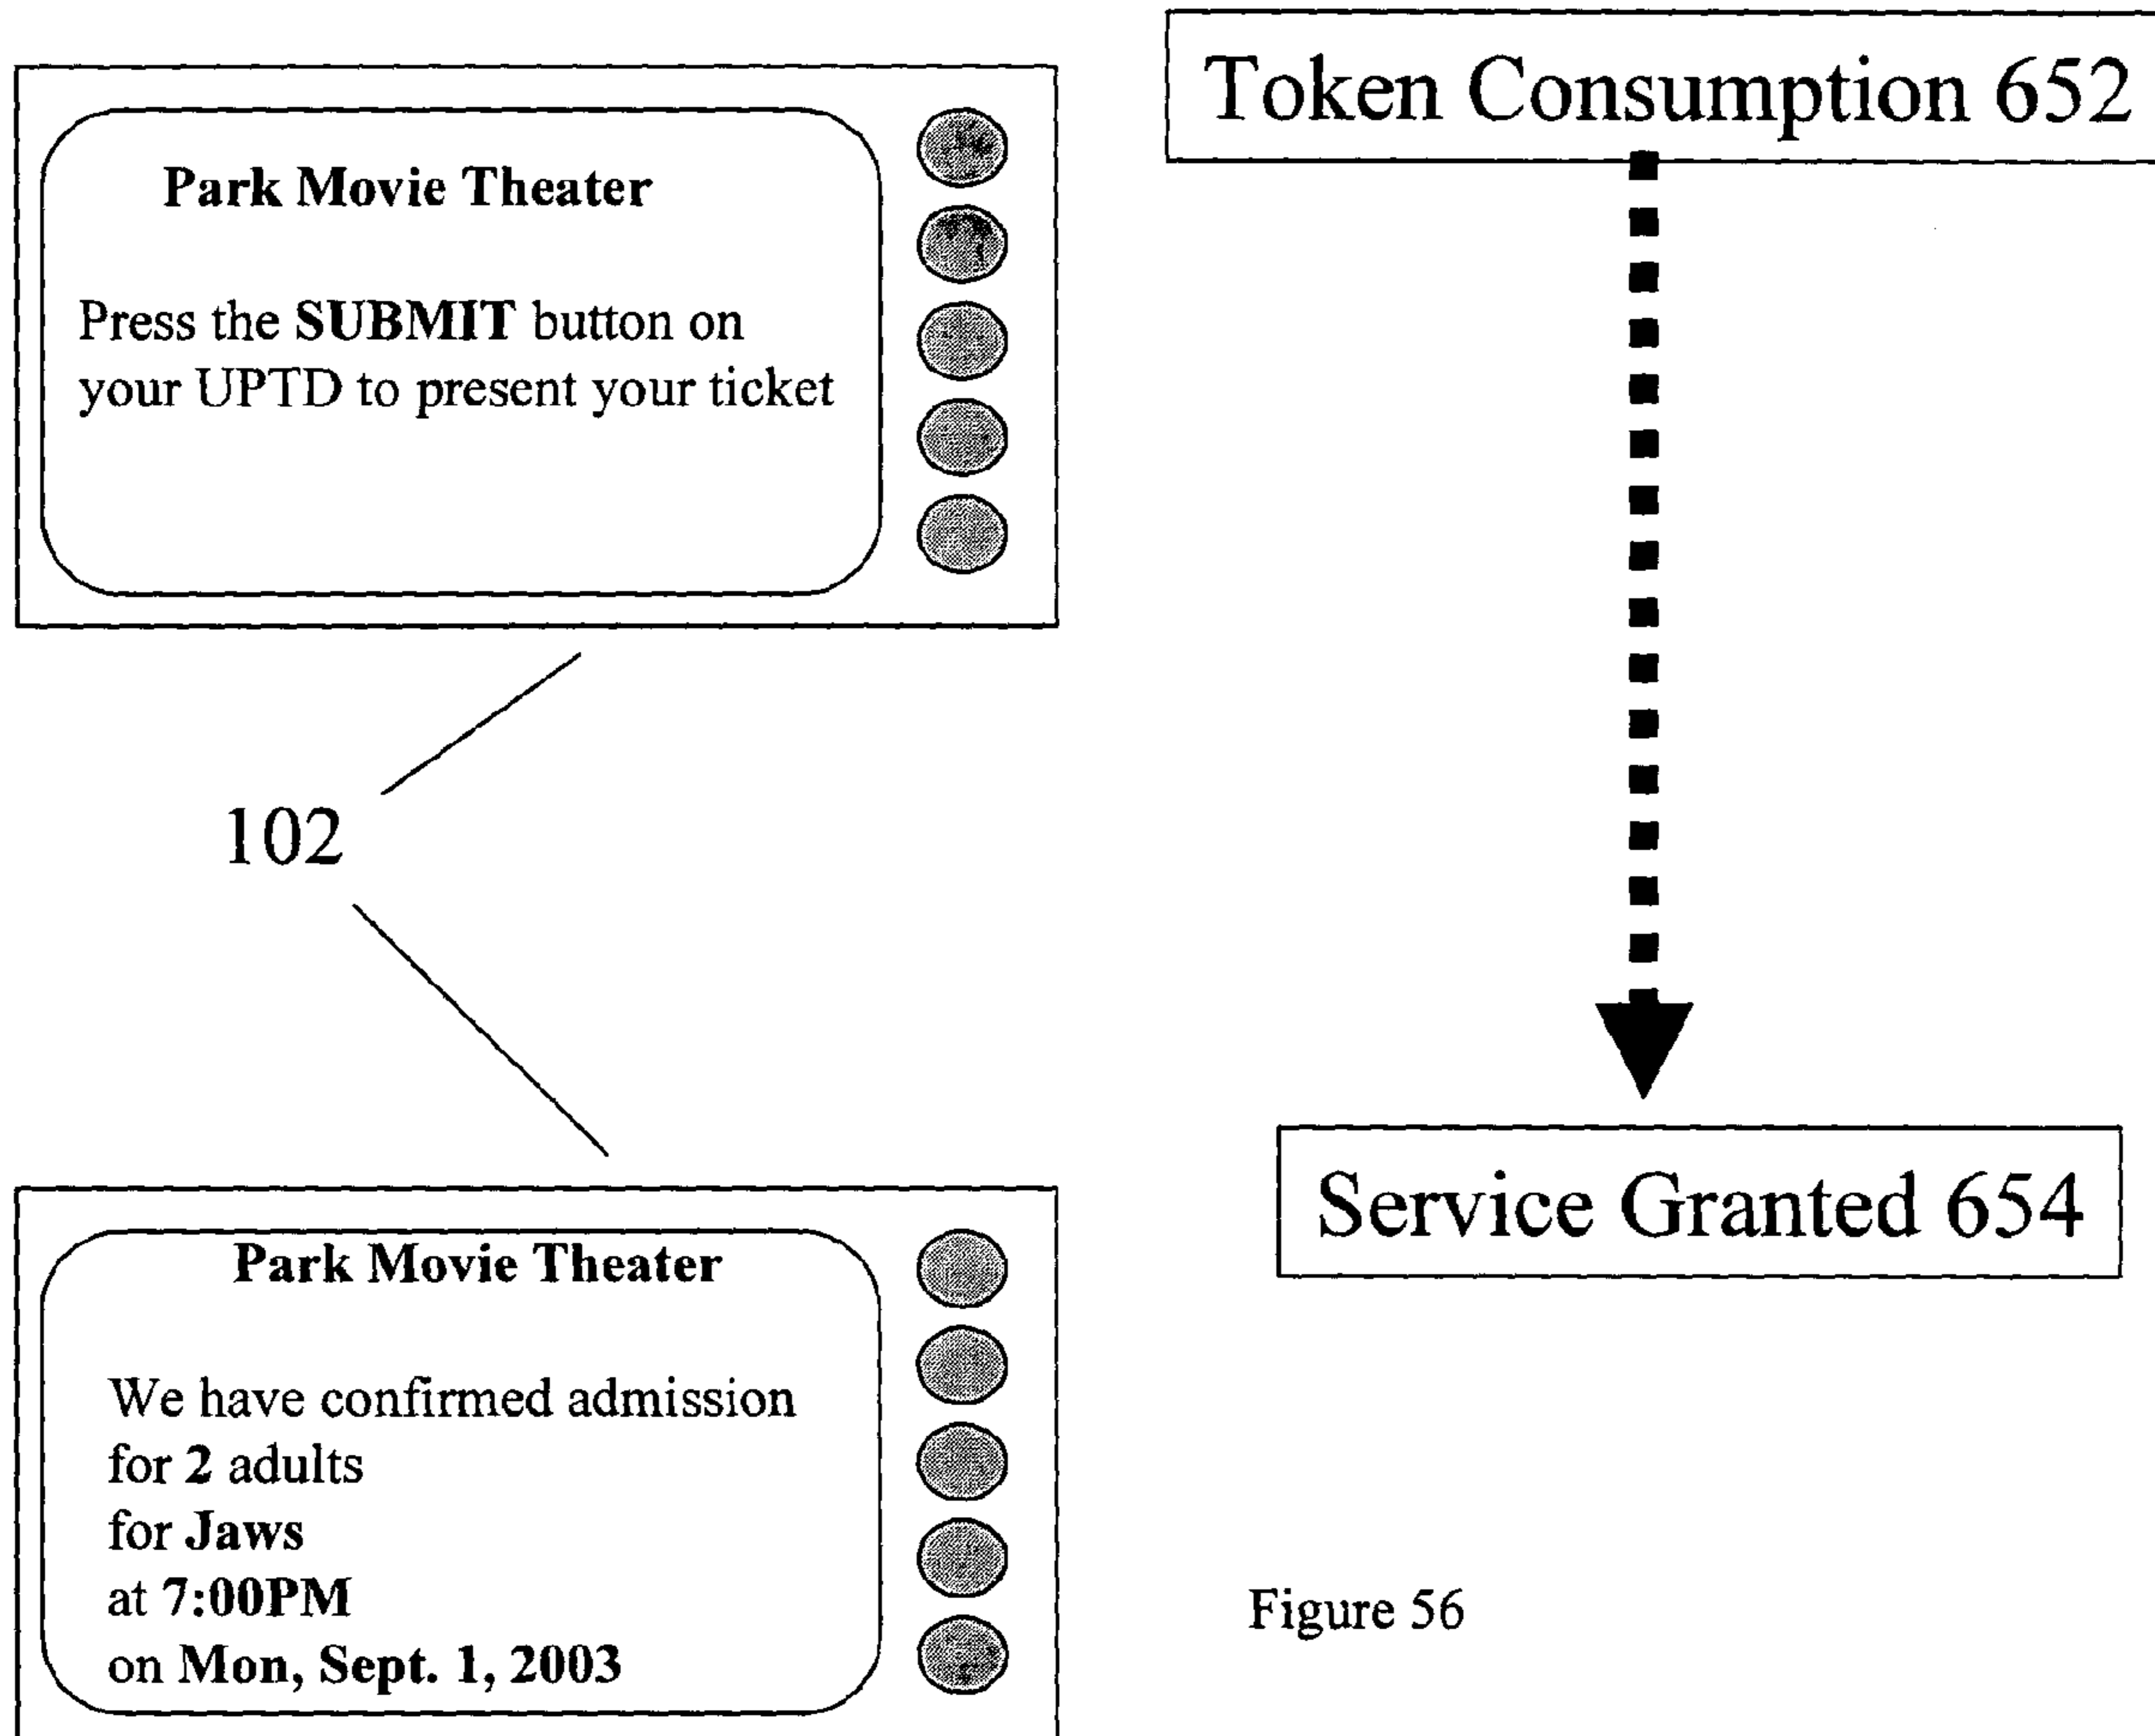 Token Consumption 652
Park Movie Theater
Press the SUBMIT button on
your UPTD to present your ticket
102
Service Granted 654
Park Movie Theater
We have confirmed admission
for 2 adults
for Jaws
at 7:00PM
on Mon, Sept. 1, 2003
Figure 56